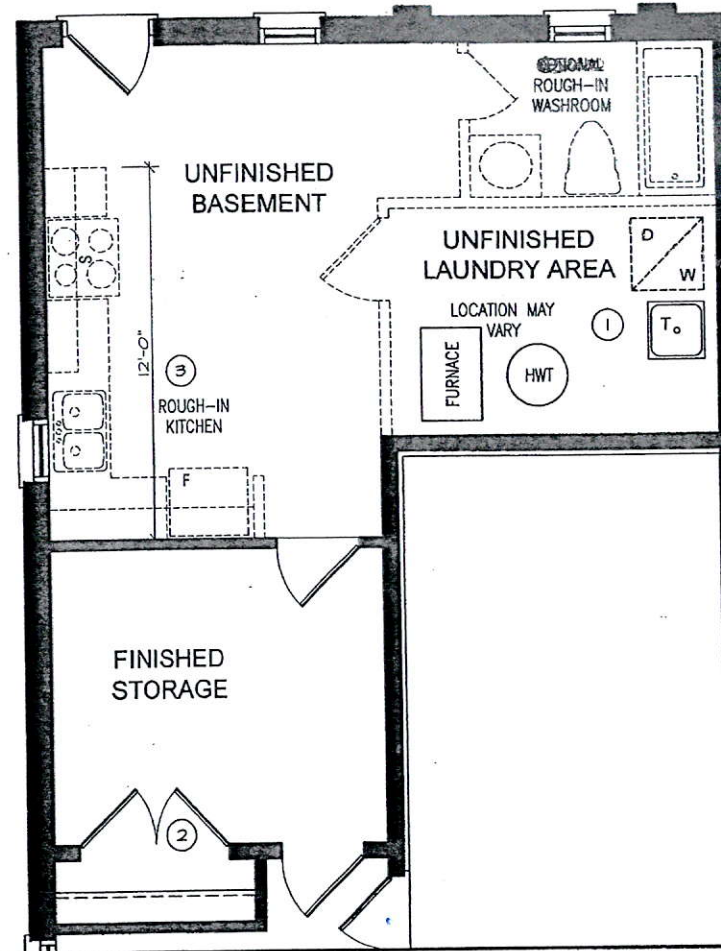 OPTIONAL
ROUGH-IN
WASHROOM
UNFINISHED
BASEMENT
UNFINISHED
LAUNDRY AREA
D
W
S
LOCATION MAY
VARY
1
T
FURNACE
HWT
12'-0"
3
ROUGH-IN
KITCHEN
F
FINISHED
STORAGE
2